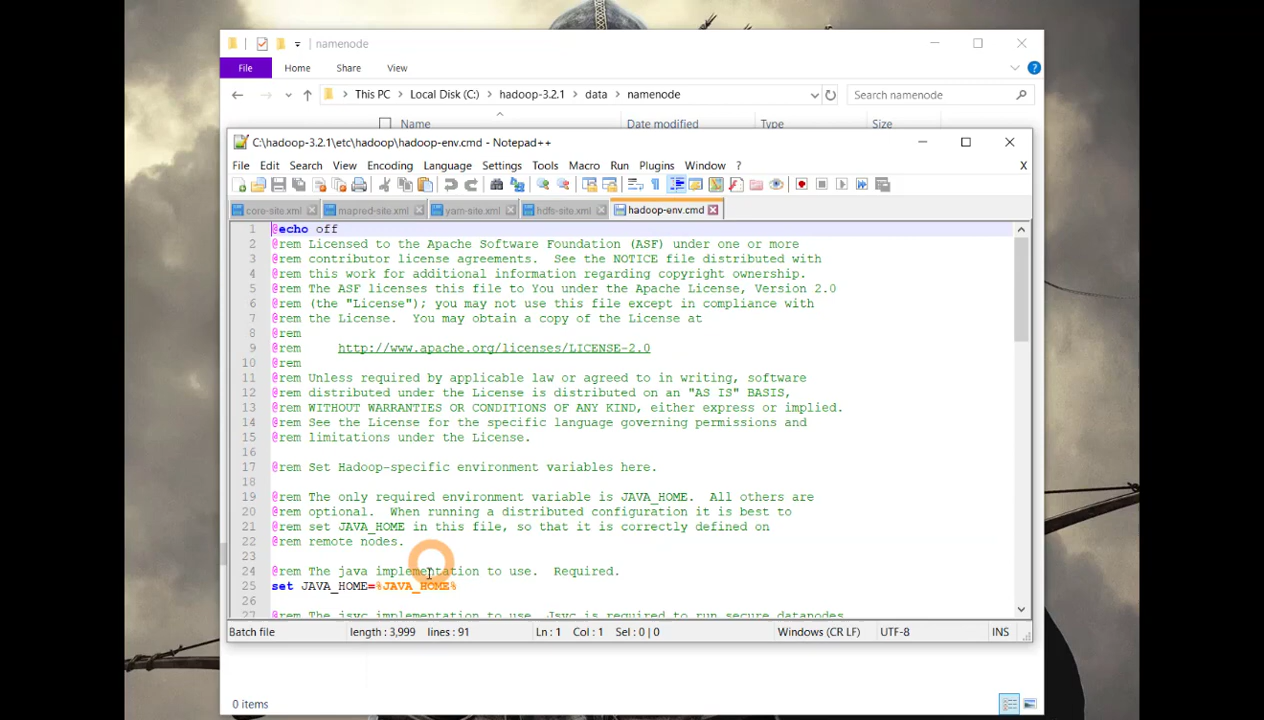 namenode
File Home Share View
This PC Local Disk (C:) hadoop-3.2.1 data namenode Search namenode
Name Date modified Type Size
C:\hadoop-3.2.1\etc\hadoop\hadoop-env.cmd - Notepad++
File Edit Search View Encoding Language Settings Tools Macro Run Plugins Window ? X
core-site.xml mapred-site.xml yarn-site.xml hdfs-site.xml hadoop-env.cmd
1 @echo off
2 @rem Licensed to the Apache Software Foundation (ASF) under one or more
3 @rem contributor license agreements.  See the NOTICE file distributed with
4 @rem this work for additional information regarding copyright ownership.
5 @rem The ASF licenses this file to You under the Apache License, Version 2.0
6 @rem (the "License"); you may not use this file except in compliance with
7 @rem the License.  You may obtain a copy of the License at
8 @rem
9 @rem     http://www.apache.org/licenses/LICENSE-2.0
10 @rem
11 @rem Unless required by applicable law or agreed to in writing, software
12 @rem distributed under the License is distributed on an "AS IS" BASIS,
13 @rem WITHOUT WARRANTIES OR CONDITIONS OF ANY KIND, either express or implied.
14 @rem See the License for the specific language governing permissions and
15 @rem limitations under the License.
16
17 @rem Set Hadoop-specific environment variables here.
18
19 @rem The only required environment variable is JAVA_HOME.  All others are
20 @rem optional.  When running a distributed configuration it is best to
21 @rem set JAVA_HOME in this file, so that it is correctly defined on
22 @rem remote nodes.
23
24 @rem The java implementation to use.  Required.
25 set JAVA_HOME=%JAVA_HOME%
26
27 @rem The jsvc implementation to use. Jsvc is required to run secure datanodes
Batch file length : 3,999 lines : 91 Ln : 1 Col : 1 Sel : 0 | 0 Windows (CR LF) UTF-8 INS
0 items